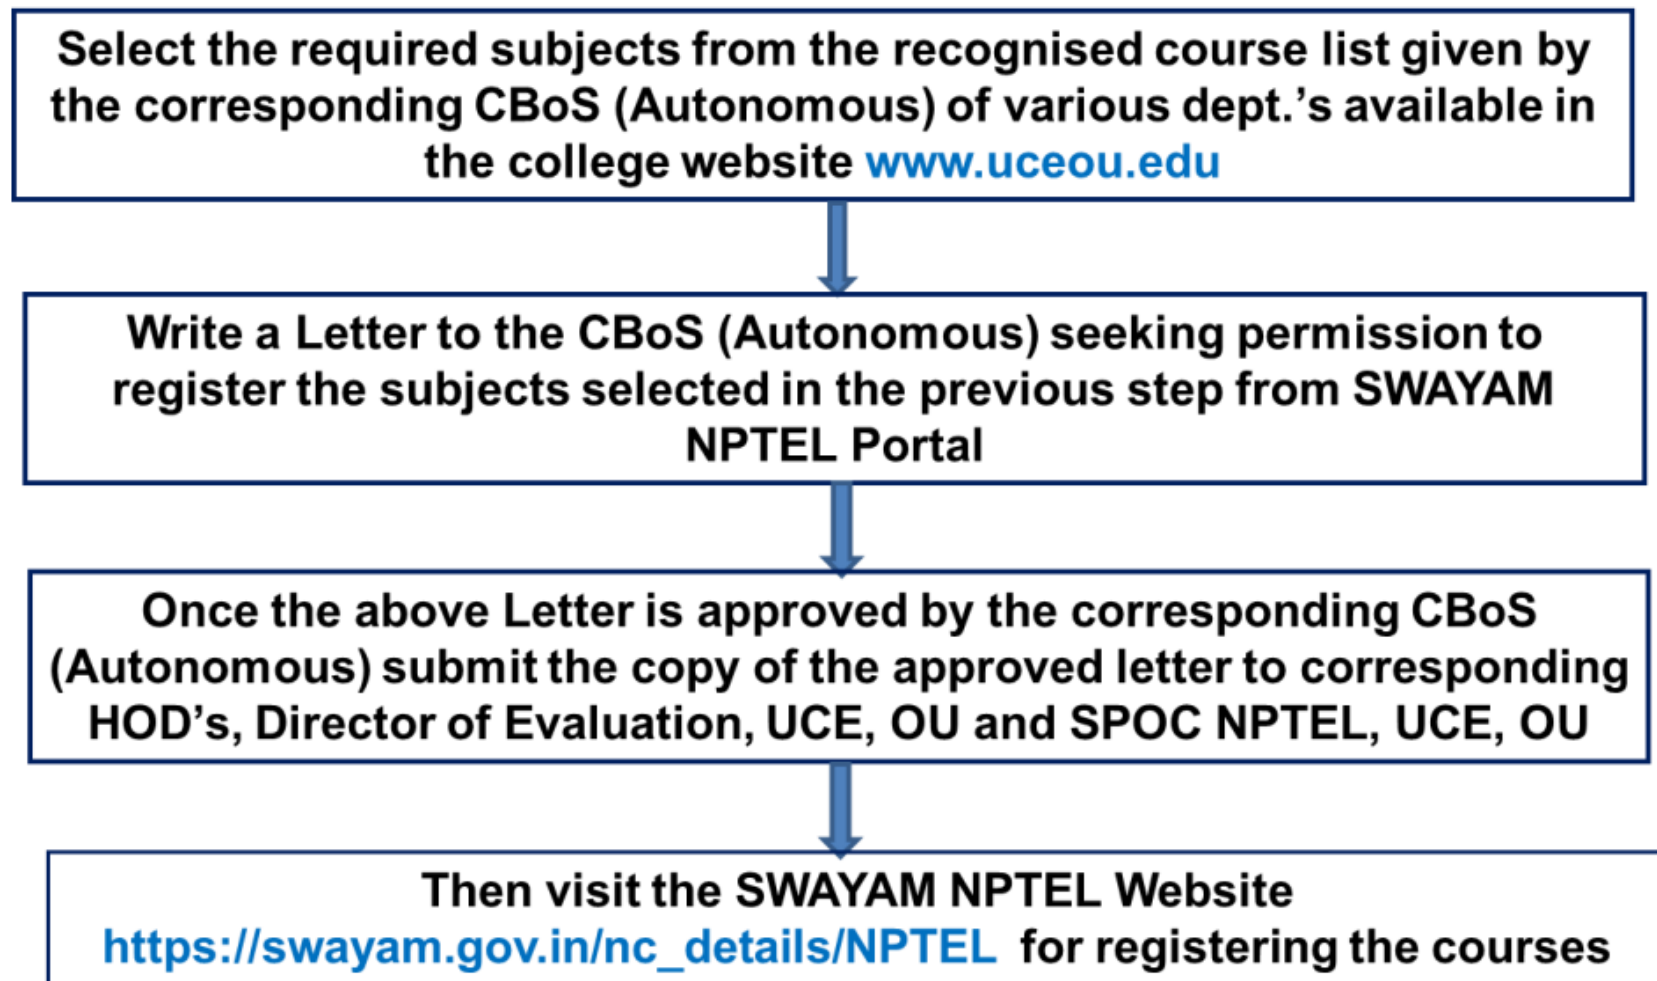 Select the required subjects from the recognised course list given by
the corresponding CBoS (Autonomous) of various dept.'s available in
the college website www.uceou.edu
Write a Letter to the CBoS (Autonomous) seeking permission to
register the subjects selected in the previous step from SWAYAM
NPTEL Portal
Once the above Letter is approved by the corresponding CBoS
(Autonomous) submit the copy of the approved letter to corresponding
HOD's, Director of Evaluation, UCE, OU and SPOC NPTEL, UCE, OU
Then visit the SWAYAM NPTEL Website
https://swayam.gov.in/nc_details/NPTEL for registering the courses